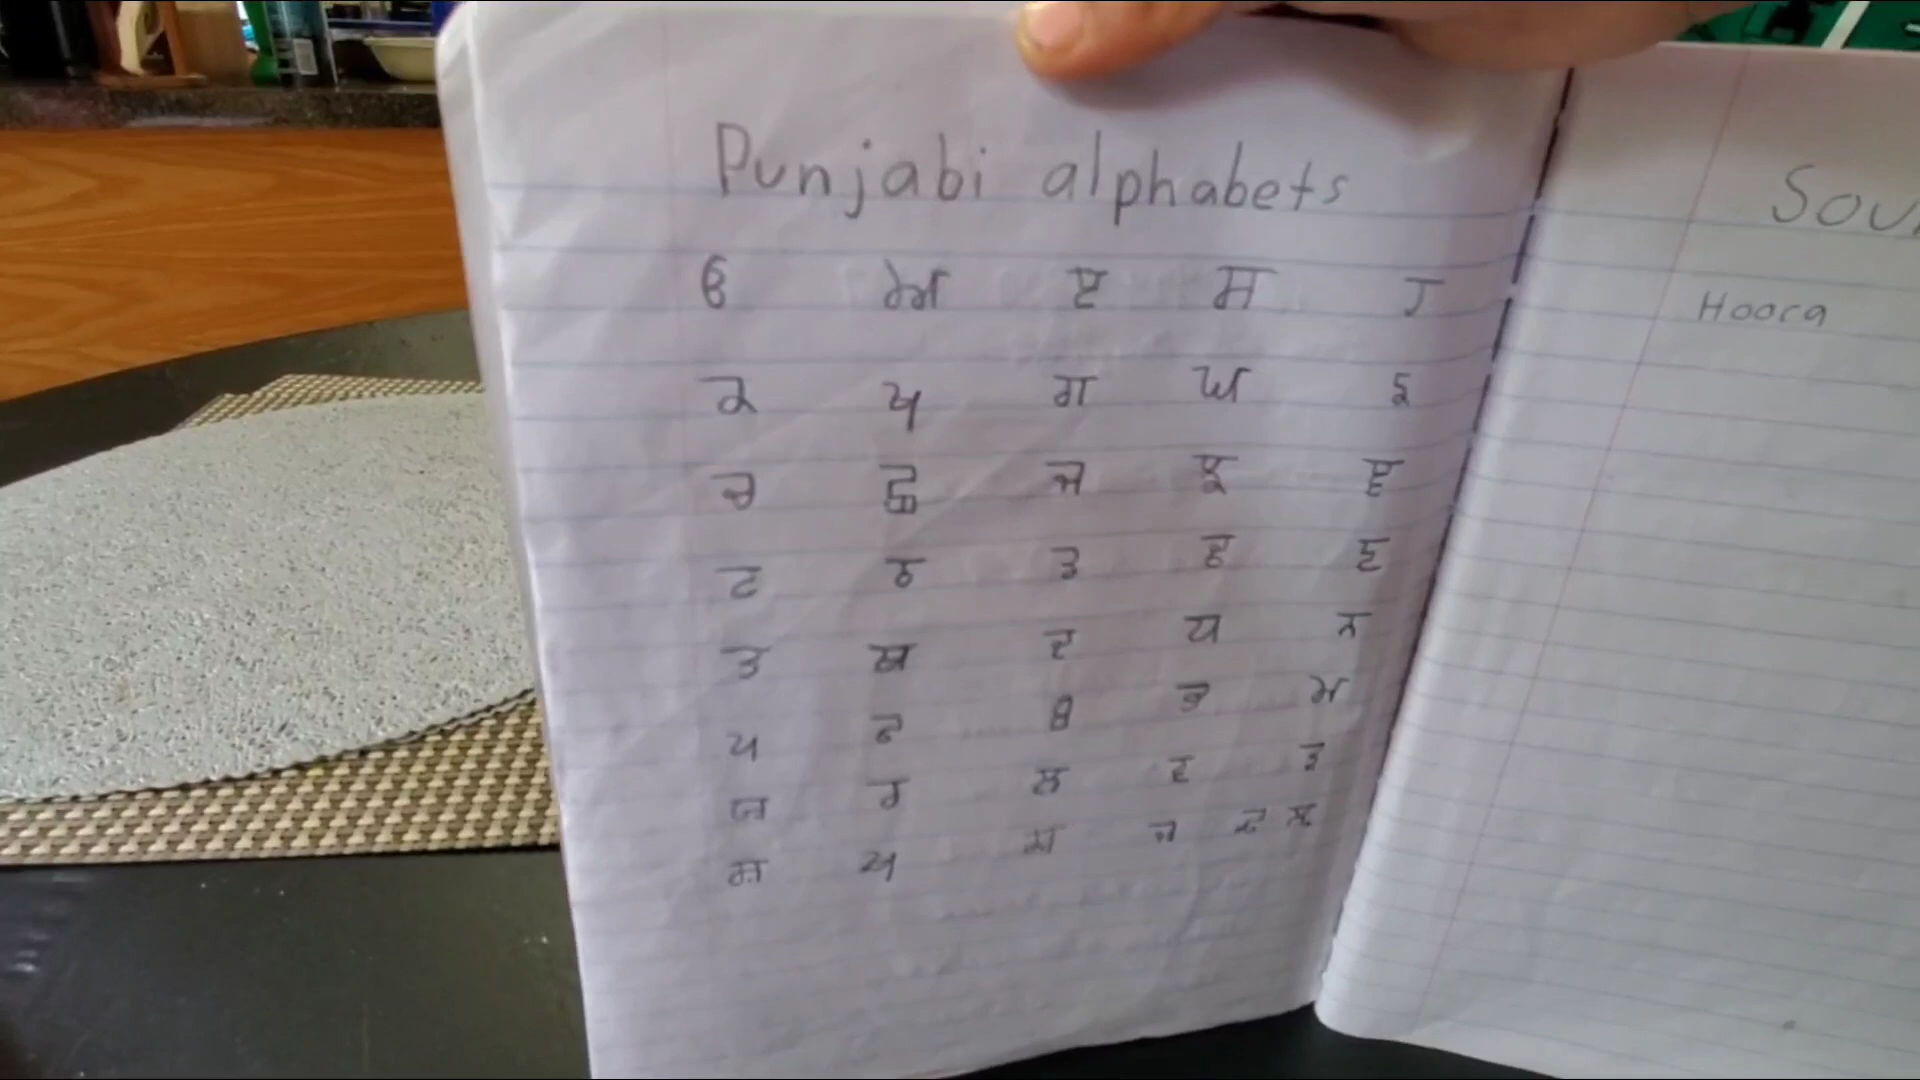 Punjabi alphabets
ੳ ਅ ੲ ਸ ਹ
ਕ ਖ ਗ ਘ ਙ
ਚ ਛ ਜ ਝ ਞ
ਟ ਠ ਡ ਢ ਣ
ਤ ਥ ਦ ਧ ਨ
ਪ ਫ ਬ ਭ ਮ
ਯ ਰ ਲ ਵ ੜ
ਸ਼ ਖ਼ ਗ਼ ਜ਼ ਫ਼ ਲ਼
Hoora